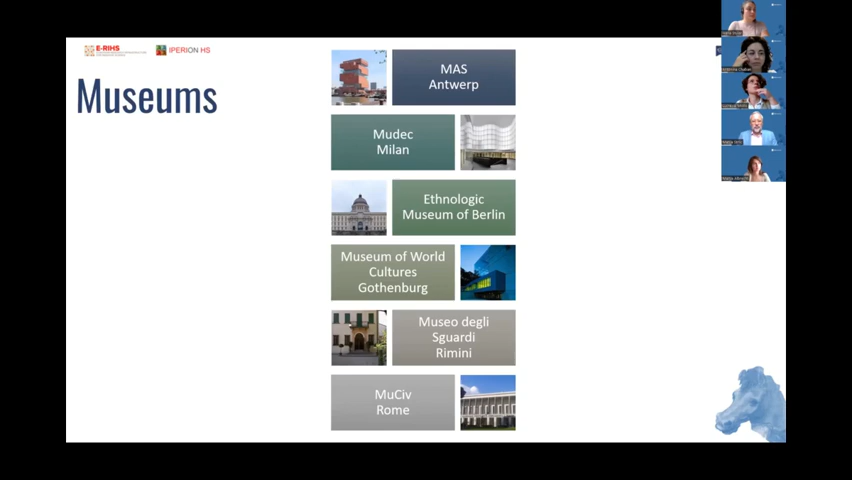 E-RIHS
IPERION HS
Museums
MAS
Antwerp
Mudec
Milan
Ethnologic
Museum of Berlin
Museum of World
Cultures
Gothenburg
Museo degli
Sguardi
Rimini
MuCiv
Rome